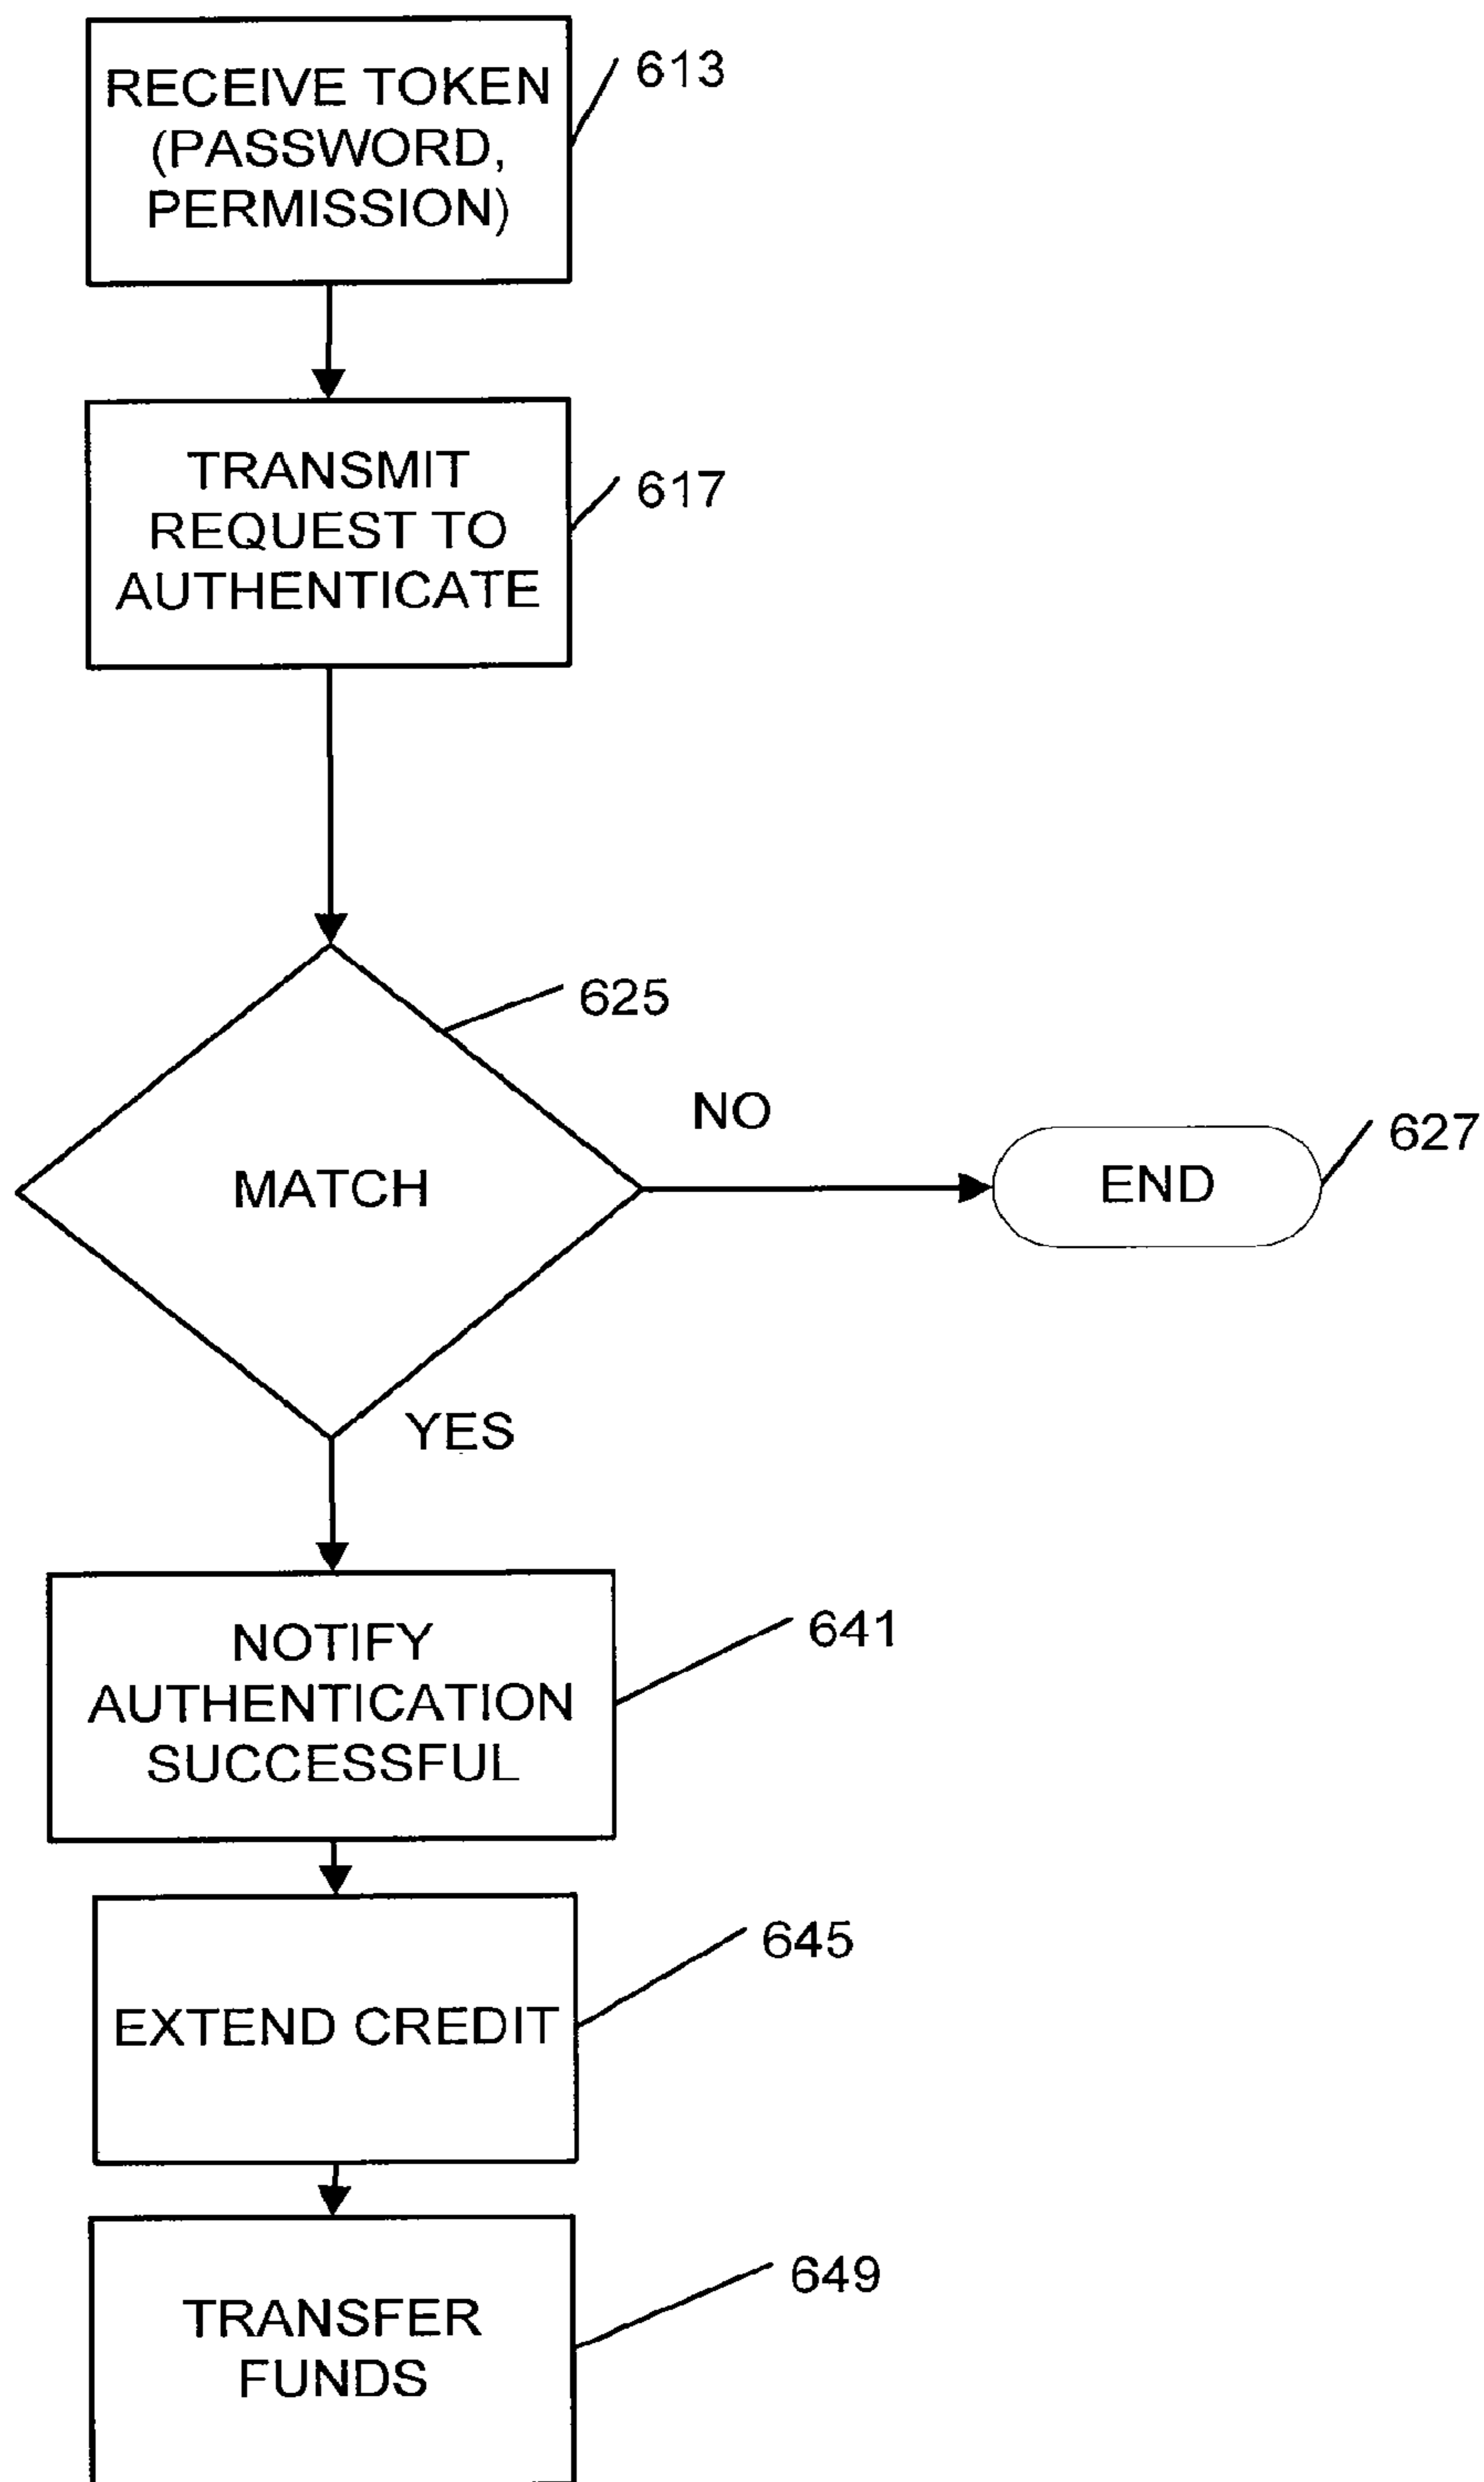 RECEIVE TOKEN
(PASSWORD,
PERMISSION)
613
TRANSMIT
REQUEST TO
AUTHENTICATE
617
625
MATCH
NO
END
627
YES
NOTIFY
AUTHENTICATION
SUCCESSFUL
641
EXTEND CREDIT
645
TRANSFER
FUNDS
649